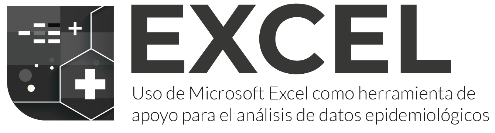 EXCEL
Uso de Microsoft Excel como herramienta de
apoyo para el análisis de datos epidemiológicos